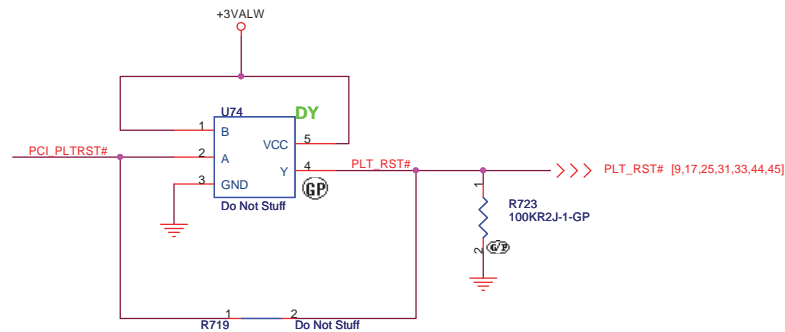 +3VALW
U74
DY
1
B
VCC
5
PCI_PLTRST#
2
A
Y
4
PLT_RST#
PLT_RST# [9,17,25,31,33,44,45]
3
GND
GP
Do Not Stuff
1
R723
100KR2J-1-GP
2
G/P
R719
1
2
Do Not Stuff